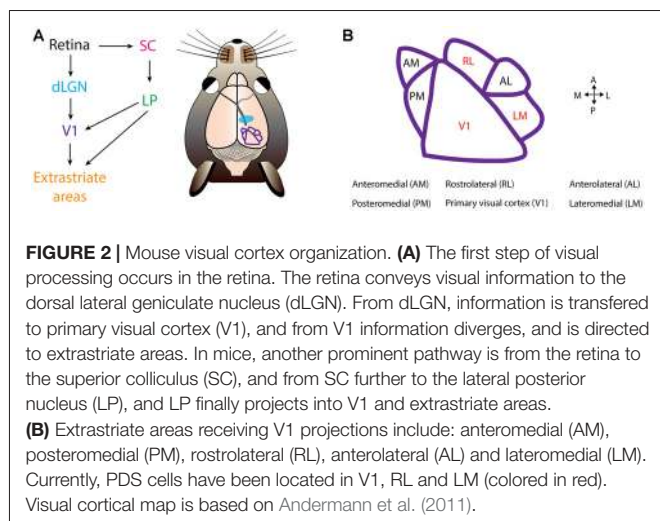 A
Retina
SC
dLGN
LP
V1
Extrastriate
areas
B
AM
RL
AL
PM
LM
V1
A
M
L
P
Anteromedial (AM)
Rostrolateral (RL)
Anterolateral (AL)
Posteromedial (PM)
Primary visual cortex (V1)
Lateromedial (LM)
FIGURE 2 | Mouse visual cortex organization. (A) The first step of visual
processing occurs in the retina. The retina conveys visual information to the
dorsal lateral geniculate nucleus (dLGN). From dLGN, information is transfered
to primary visual cortex (V1), and from V1 information diverges, and is directed
to extrastriate areas. In mice, another prominent pathway is from the retina to
the superior colliculus (SC), and from SC further to the lateral posterior
nucleus (LP), and LP finally projects into V1 and extrastriate areas.
(B) Extrastriate areas receiving V1 projections include: anteromedial (AM),
posteromedial (PM), rostrolateral (RL), anterolateral (AL) and lateromedial (LM).
Currently, PDS cells have been located in V1, RL and LM (colored in red).
Visual cortical map is based on Andermann et al. (2011).